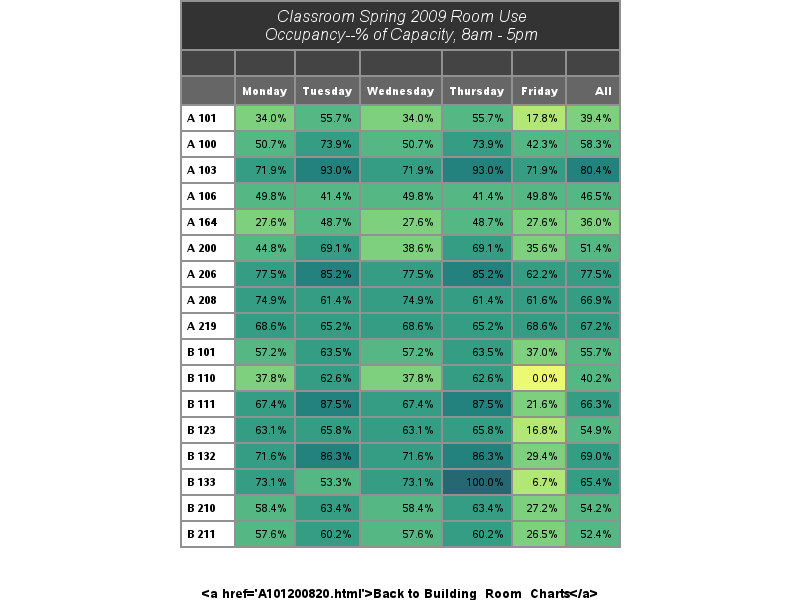 Classroom Spring 2009 Room Use
Occupancy--% of Capacity, 8am - 5pm
Monday Tuesday Wednesday Thursday Friday All
A 101 34.0% 55.7% 34.0% 55.7% 17.8% 39.4%
A 100 50.7% 73.9% 50.7% 73.9% 42.3% 58.3%
A 103 71.9% 93.0% 71.9% 93.0% 71.9% 80.4%
A 106 49.8% 41.4% 49.8% 41.4% 49.8% 46.5%
A 164 27.6% 48.7% 27.6% 48.7% 27.6% 36.0%
A 200 44.8% 69.1% 38.6% 69.1% 35.6% 51.4%
A 206 77.5% 85.2% 77.5% 85.2% 62.2% 77.5%
A 208 74.9% 61.4% 74.9% 61.4% 61.6% 66.9%
A 219 68.6% 65.2% 68.6% 65.2% 68.6% 67.2%
B 101 57.2% 63.5% 57.2% 63.5% 37.0% 55.7%
B 110 37.8% 62.6% 37.8% 62.6% 0.0% 40.2%
B 111 67.4% 87.5% 67.4% 87.5% 21.6% 66.3%
B 123 63.1% 65.8% 63.1% 65.8% 16.8% 54.9%
B 132 71.6% 86.3% 71.6% 86.3% 29.4% 69.0%
B 133 73.1% 53.3% 73.1% 100.0% 6.7% 65.4%
B 210 58.4% 63.4% 58.4% 63.4% 27.2% 54.2%
B 211 57.6% 60.2% 57.6% 60.2% 26.5% 52.4%
<a href='A101200820.html'>Back to Building_Room_Charts</a>